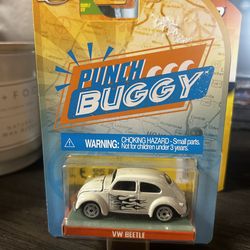 PUNCH
BUGGY
WARNING: CHOKING HAZARD - Small parts.
Not for children under 3 years.
VW BEETLE